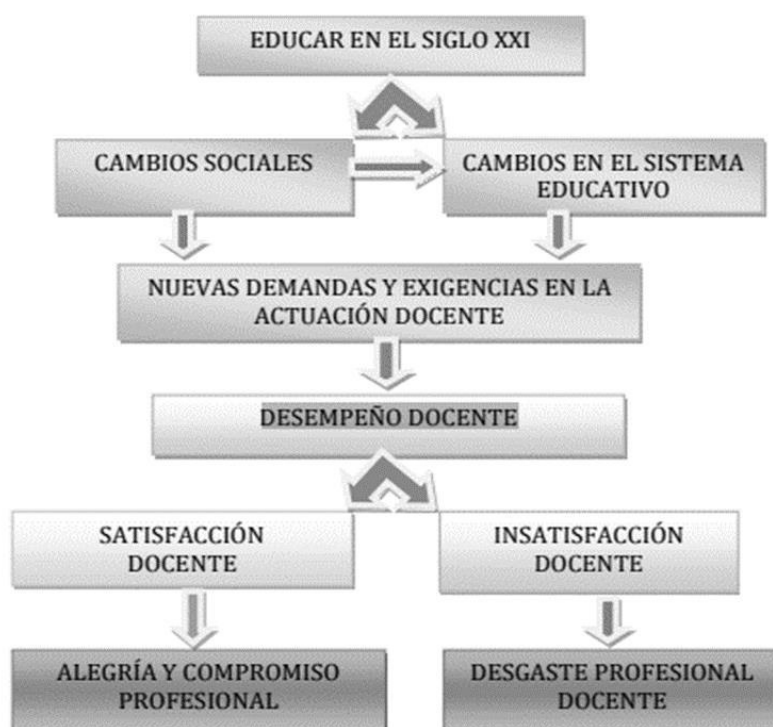 EDUCAR EN EL SIGLO XXI
CAMBIOS SOCIALES
CAMBIOS EN EL SISTEMA
EDUCATIVO
NUEVAS DEMANDAS Y EXIGENCIAS EN LA
ACTUACIÓN DOCENTE
DESEMPEÑO DOCENTE
SATISFACCIÓN
DOCENTE
INSATISFACCIÓN
DOCENTE
ALEGRÍA Y COMPROMISO
PROFESIONAL
DESGASTE PROFESIONAL
DOCENTE